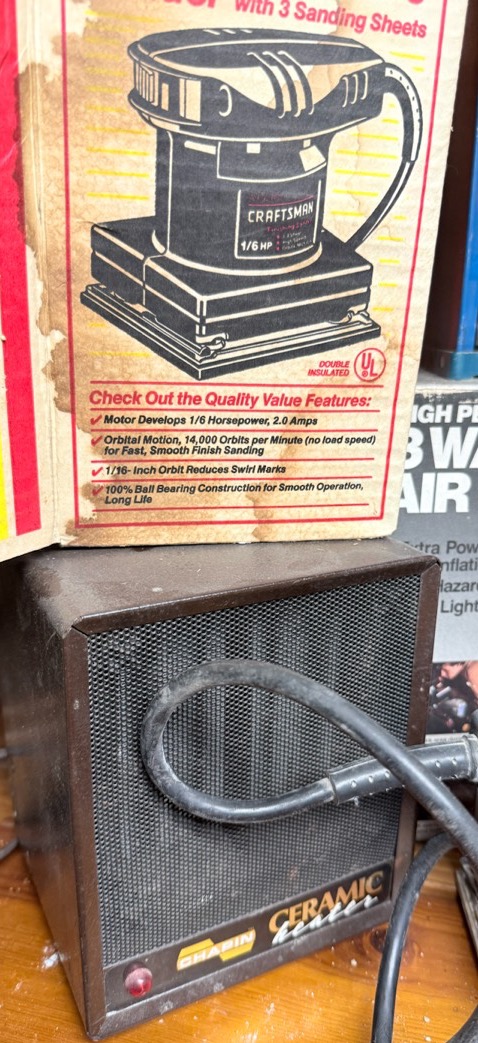 with 3 Sanding Sheets
CRAFTSMAN
1/6 HP
DOUBLE
INSULATED
UL
Check Out the Quality Value Features:
Motor Develops 1/6 Horsepower, 2.0 Amps
Orbital Motion, 14,000 Orbits per Minute (no load speed)
for Fast, Smooth Finish Sanding
1/16- Inch Orbit Reduces Swirl Marks
100% Ball Bearing Construction for Smooth Operation,
Long Life
AIR
Light
CERAMIC
heater
CHABIN